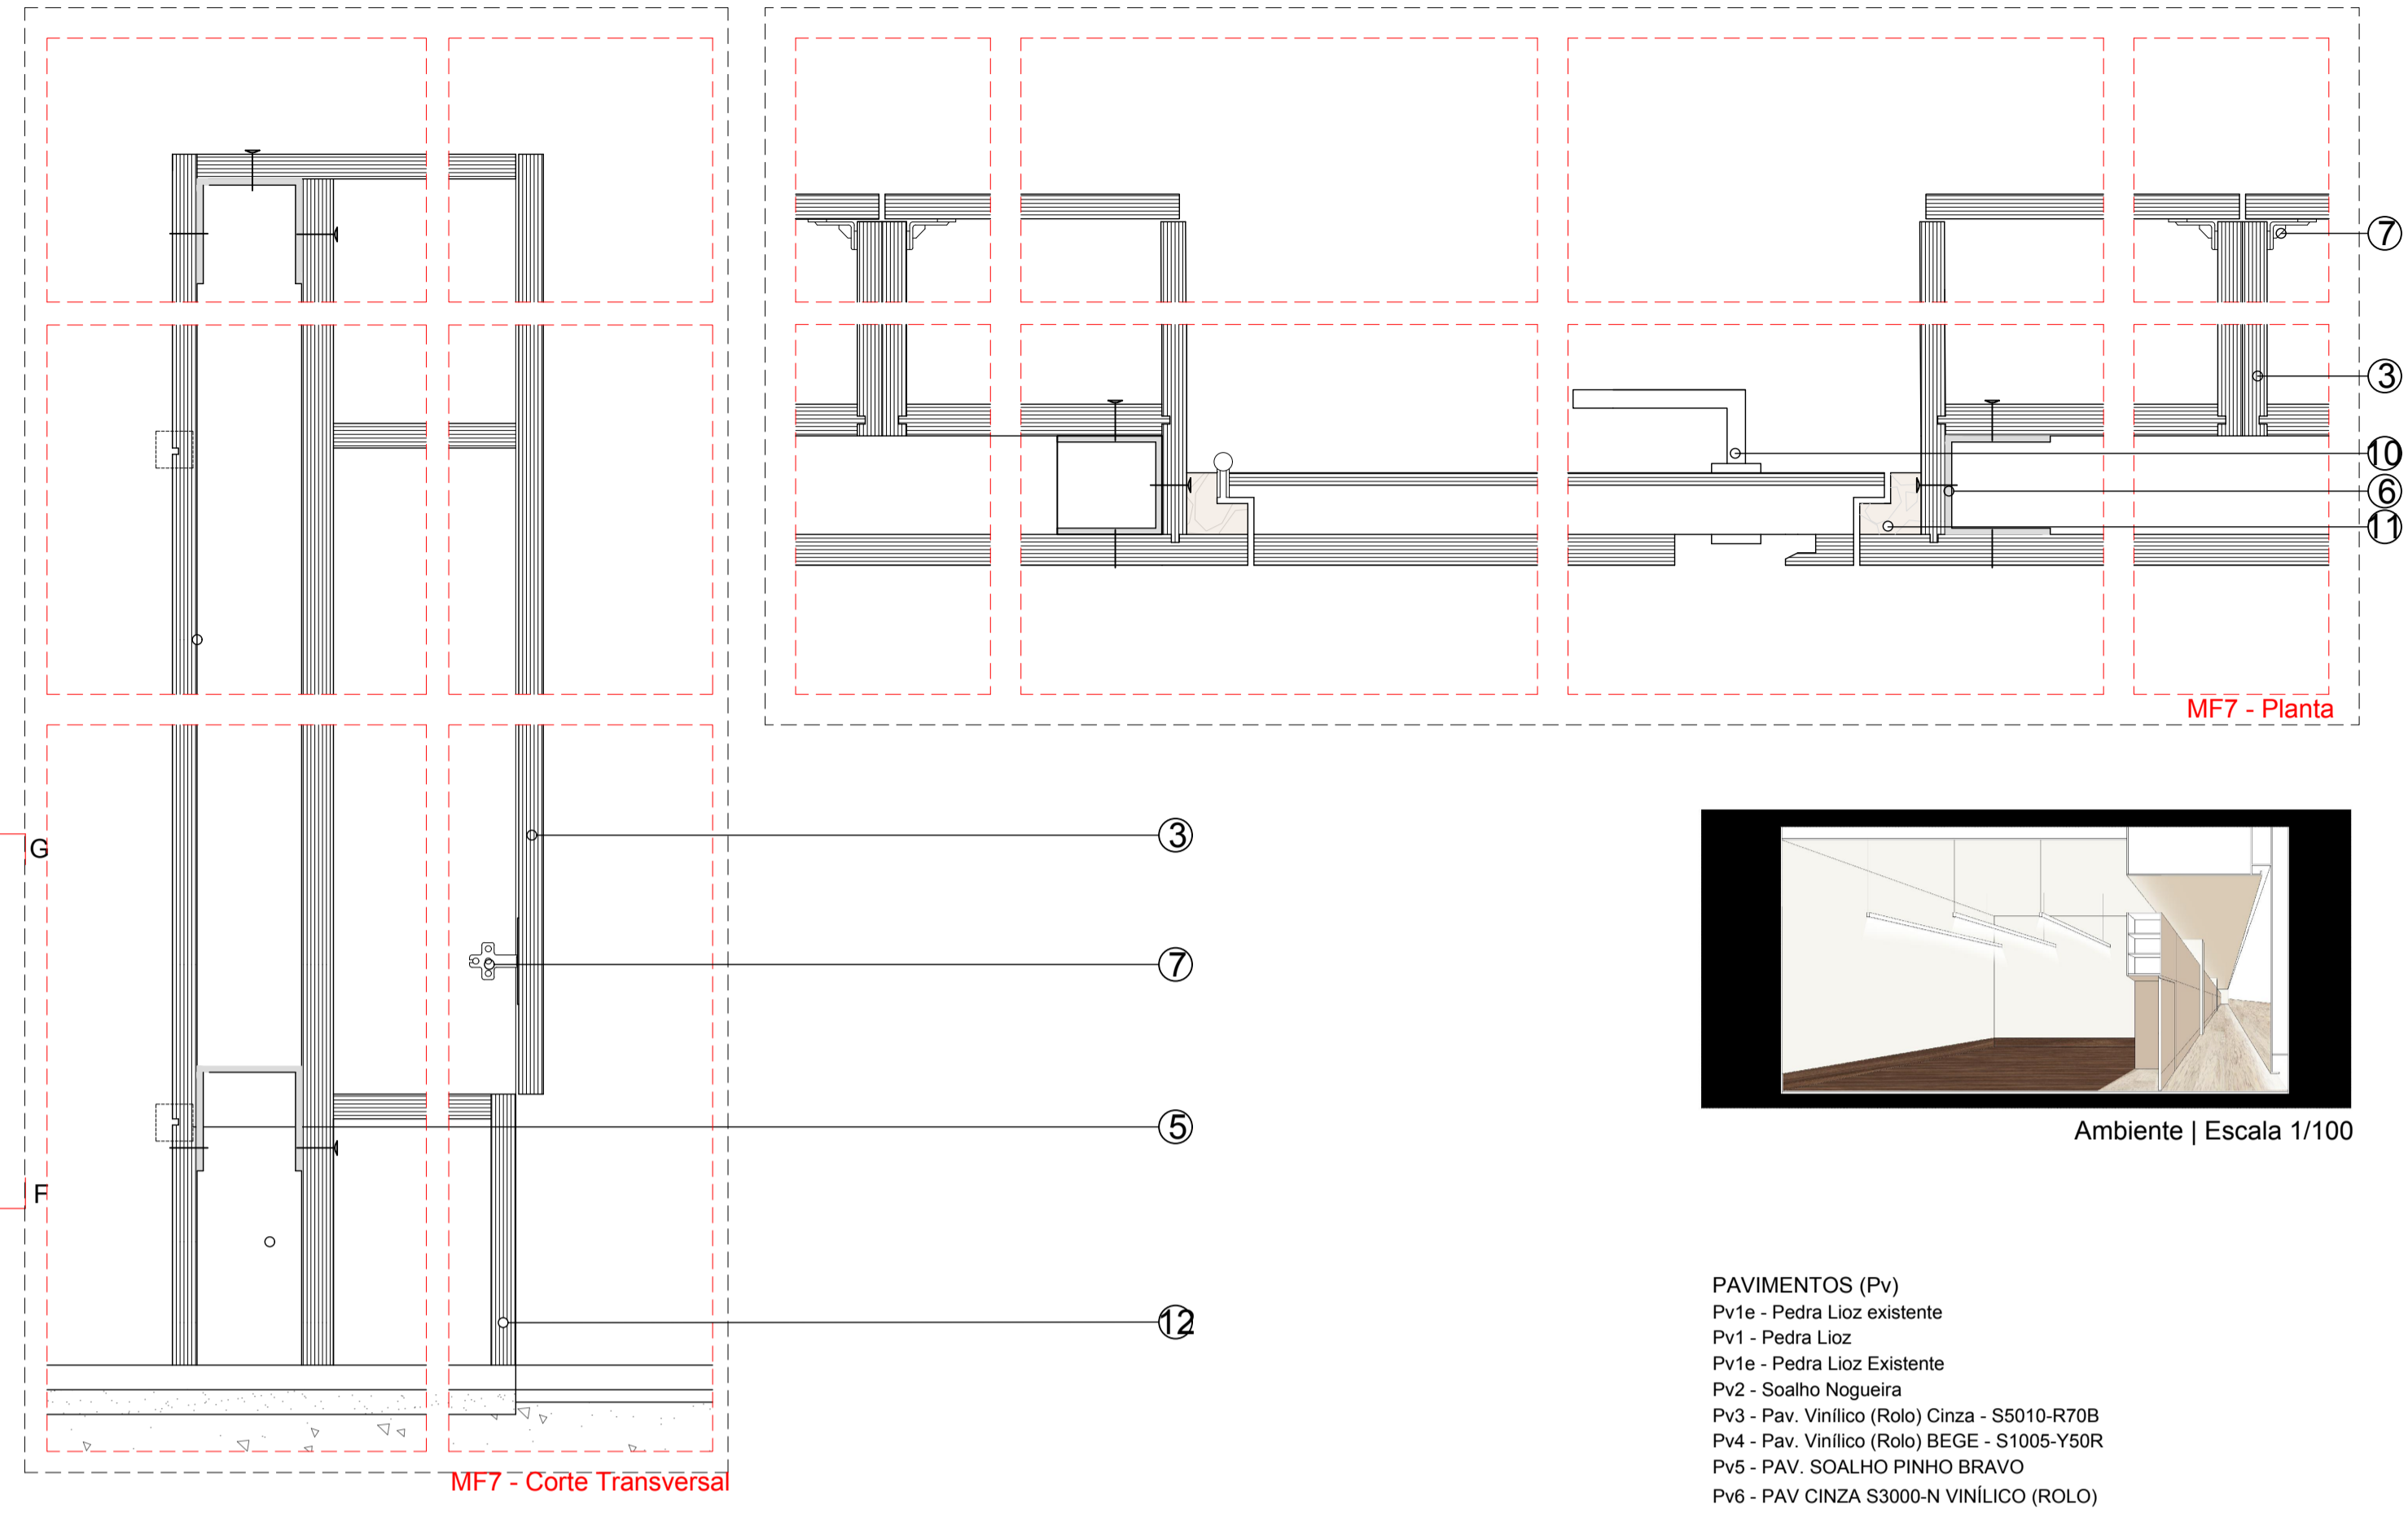 7
3
10
6
11
MF7 - Planta
G
3
7
5
F
12
MF7 - Corte Transversal
Ambiente | Escala 1/100
PAVIMENTOS (Pv)
Pv1e - Pedra Lioz existente
Pv1 - Pedra Lioz
Pv1e - Pedra Lioz Existente
Pv2 - Soalho Nogueira
Pv3 - Pav. Vinílico (Rolo) Cinza - S5010-R70B
Pv4 - Pav. Vinílico (Rolo) BEGE - S1005-Y50R
Pv5 - PAV. SOALHO PINHO BRAVO
Pv6 - PAV CINZA S3000-N VINÍLICO (ROLO)